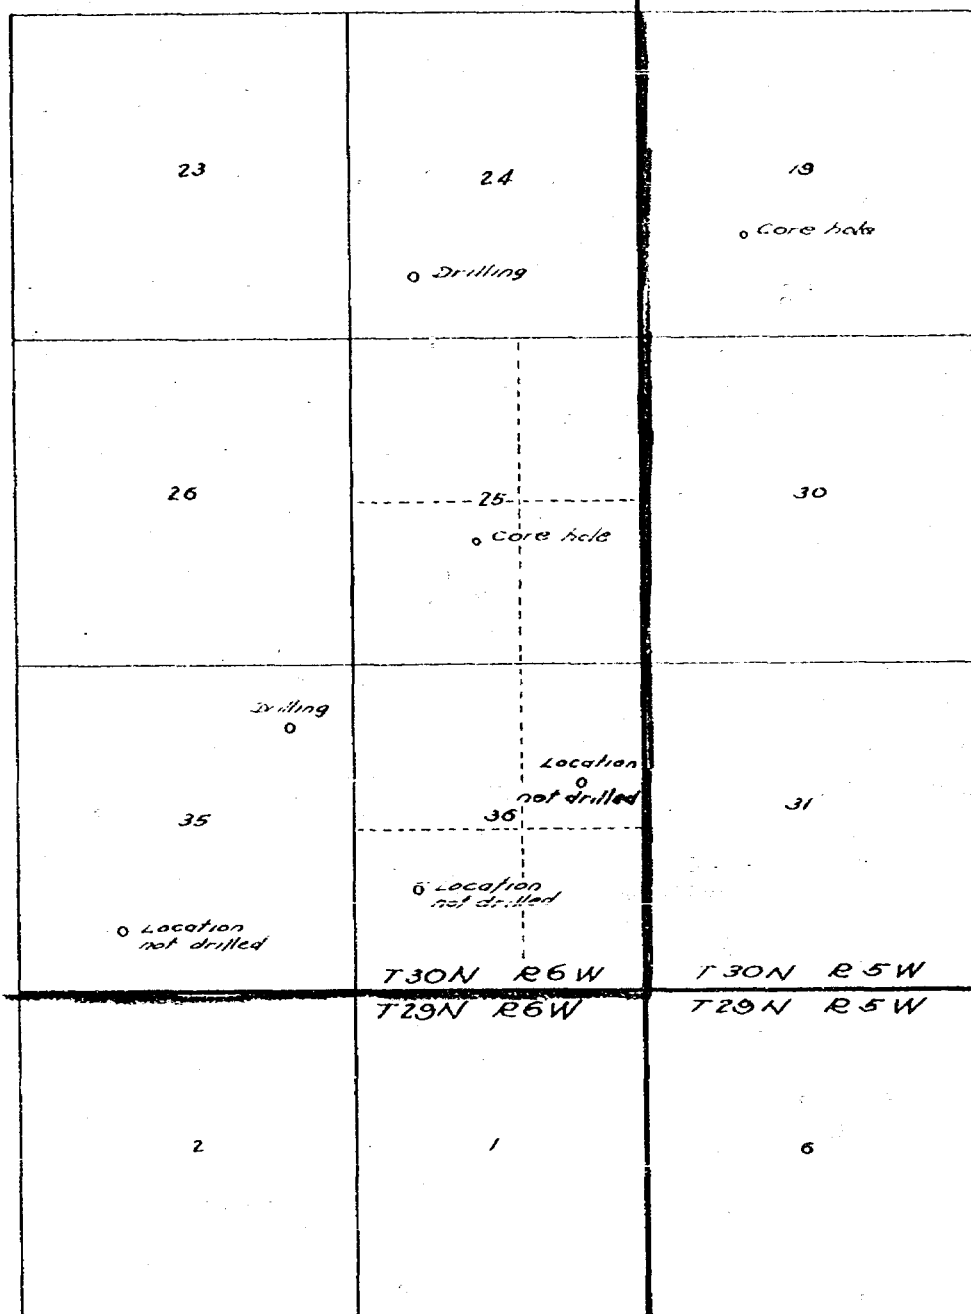 23
24
19
Core hole
Drilling
26
25
30
Core hole
Drilling
Location
not drilled
35
36
31
Location
not drilled
Location
not drilled
T30N R6W
T30N R5W
T29N R6W
T29N R5W
2
1
6